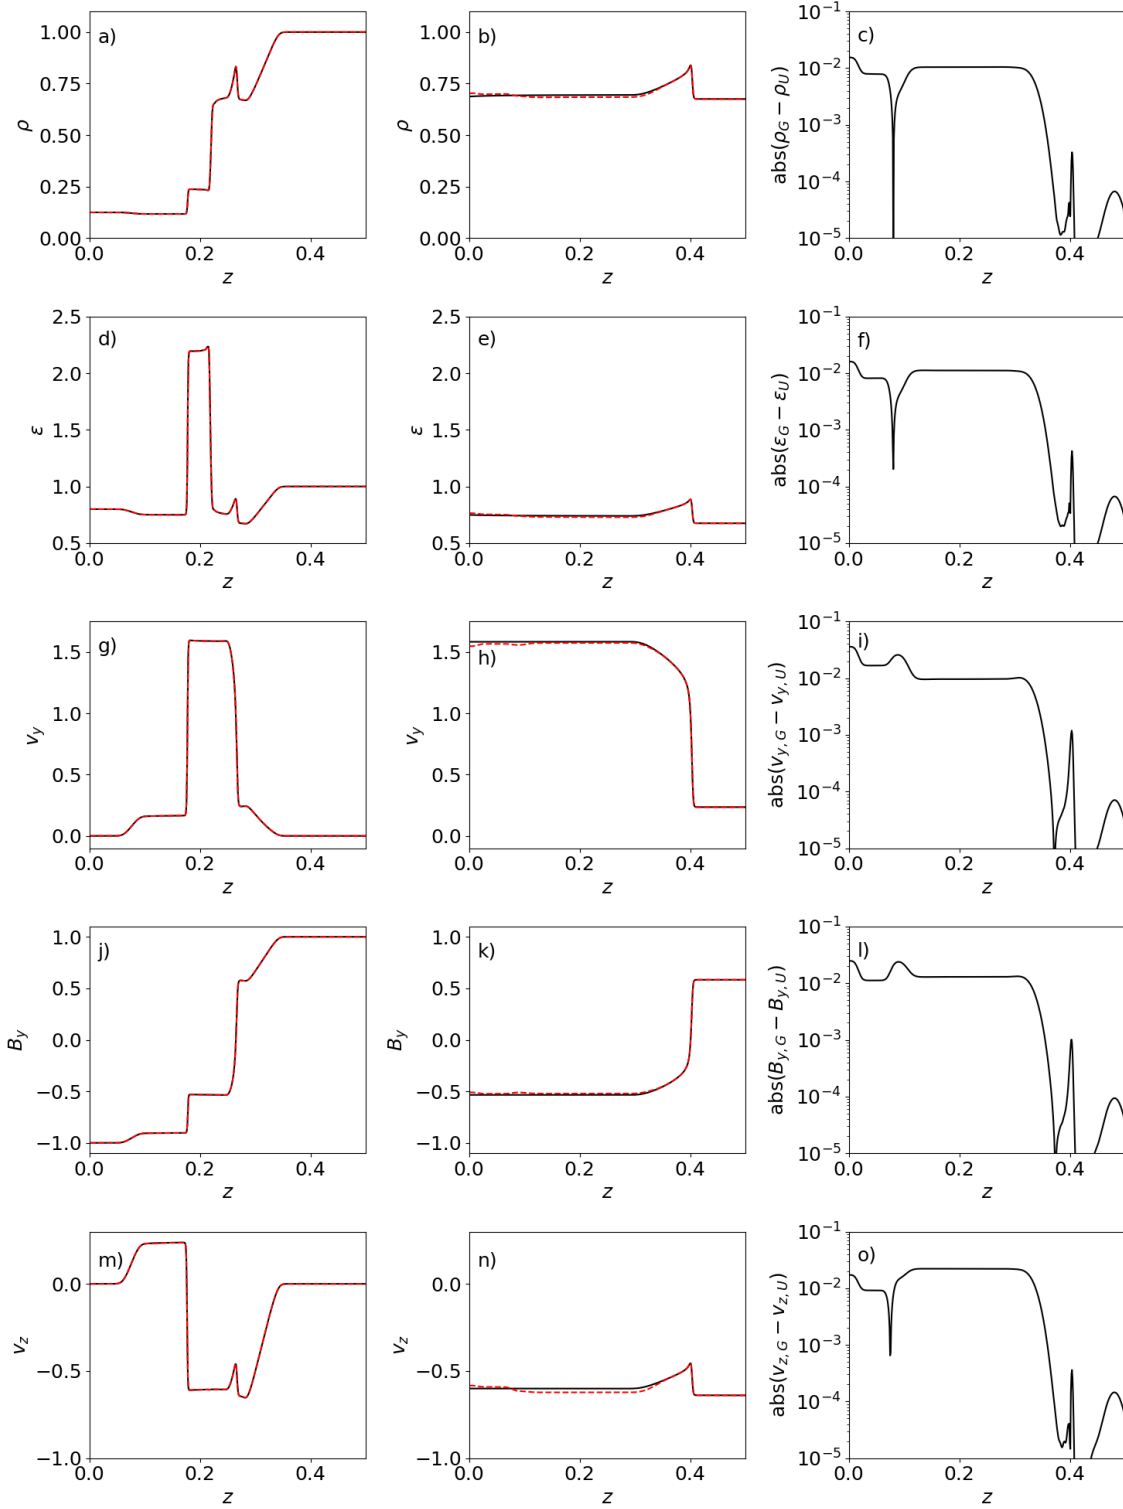 a)
1.00
0.75
0.50
0.25
0.00
ρ
0.0 0.2 0.4
z
b)
1.00
0.75
0.50
0.25
0.00
ρ
0.0 0.2 0.4
z
c)
10⁻¹
10⁻²
10⁻³
10⁻⁴
10⁻⁵
abs(ρ_G − ρ_U)
0.0 0.2 0.4
z
d)
2.5
2.0
1.5
1.0
0.5
ε
0.0 0.2 0.4
z
e)
2.5
2.0
1.5
1.0
0.5
ε
0.0 0.2 0.4
z
f)
10⁻¹
10⁻²
10⁻³
10⁻⁴
10⁻⁵
abs(ε_G − ε_U)
0.0 0.2 0.4
z
g)
1.5
1.0
0.5
0.0
v_y
0.0 0.2 0.4
z
h)
1.5
1.0
0.5
0.0
v_y
0.0 0.2 0.4
z
i)
10⁻¹
10⁻²
10⁻³
10⁻⁴
10⁻⁵
abs(v_{y,G} − v_{y,U})
0.0 0.2 0.4
z
j)
1.0
0.5
0.0
−0.5
−1.0
B_y
0.0 0.2 0.4
z
k)
1.0
0.5
0.0
−0.5
−1.0
B_y
0.0 0.2 0.4
z
l)
10⁻¹
10⁻²
10⁻³
10⁻⁴
10⁻⁵
abs(B_{y,G} − B_{y,U})
0.0 0.2 0.4
z
m)
0.0
−0.5
−1.0
v_z
0.0 0.2 0.4
z
n)
0.0
−0.5
−1.0
v_z
0.0 0.2 0.4
z
o)
10⁻¹
10⁻²
10⁻³
10⁻⁴
10⁻⁵
abs(v_{z,G} − v_{z,U})
0.0 0.2 0.4
z